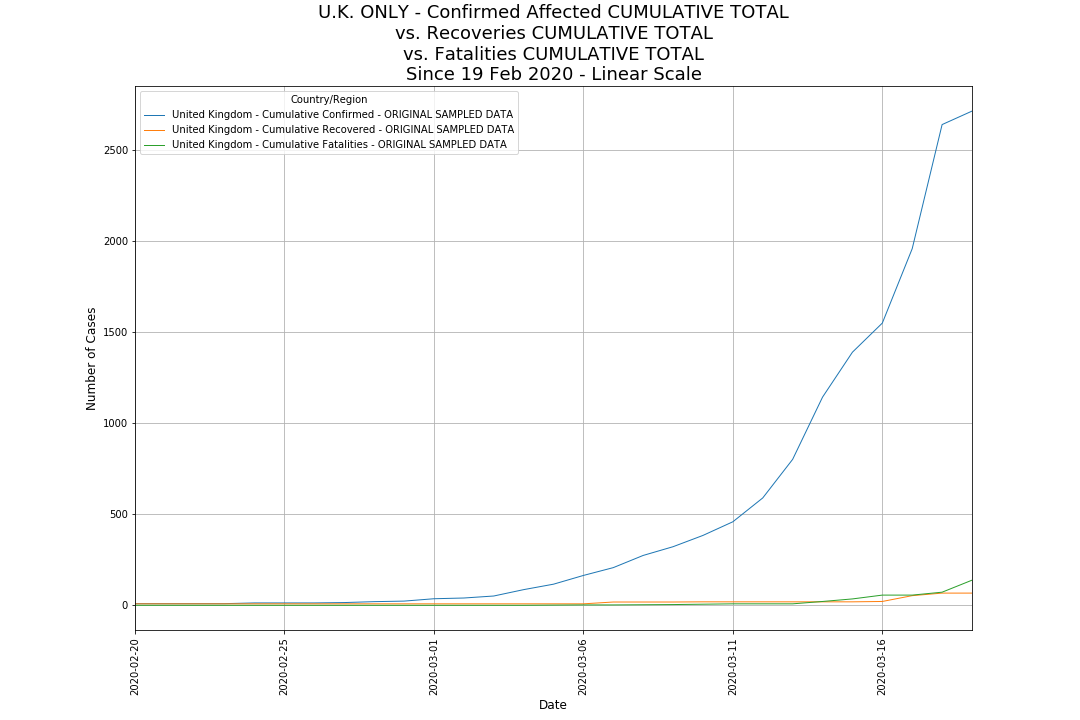 U.K. ONLY - Confirmed Affected CUMULATIVE TOTAL
vs. Recoveries CUMULATIVE TOTAL
vs. Fatalities CUMULATIVE TOTAL
Since 19 Feb 2020 - Linear Scale
Country/Region
United Kingdom - Cumulative Confirmed - ORIGINAL SAMPLED DATA
United Kingdom - Cumulative Recovered - ORIGINAL SAMPLED DATA
United Kingdom - Cumulative Fatalities - ORIGINAL SAMPLED DATA
Number of Cases
2500
2000
1500
1000
500
0
2020-02-20
2020-02-25
2020-03-01
2020-03-06
2020-03-11
2020-03-16
Date